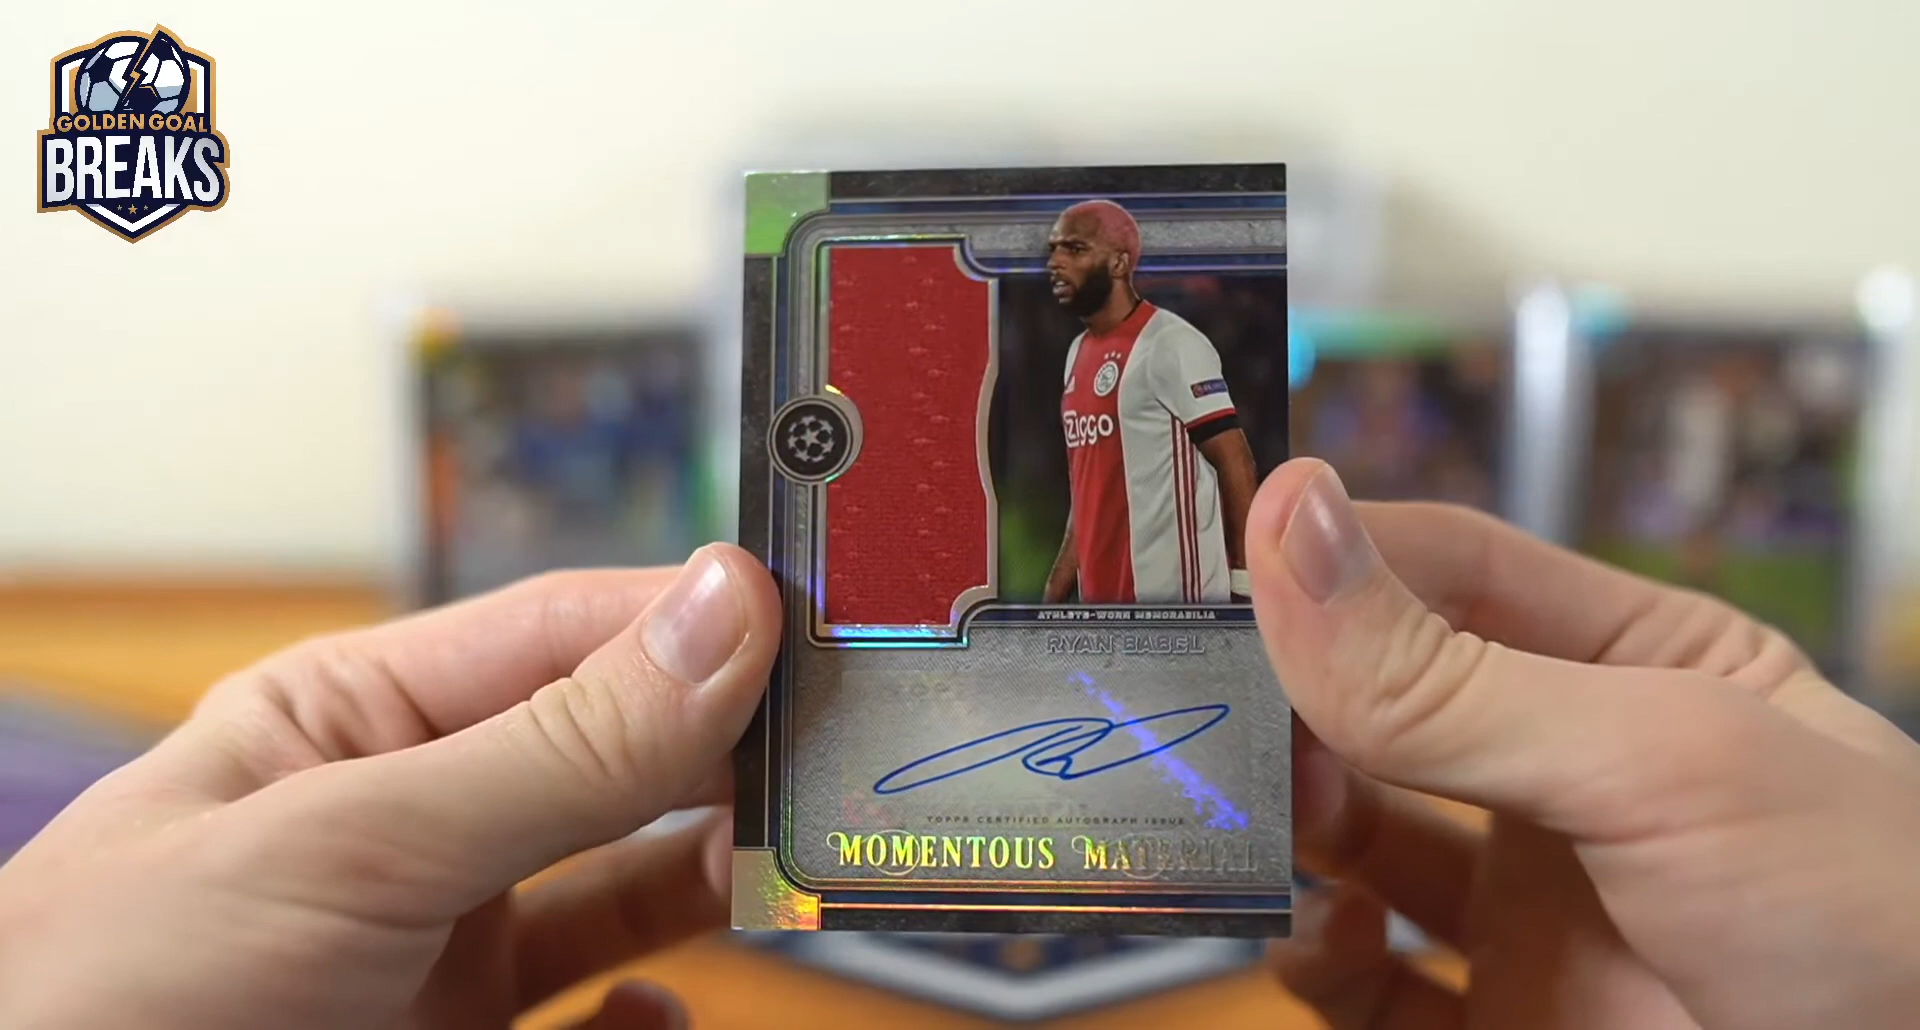 GOLDEN GOAL
BREAKS
Ziggo
ATHLETE-WORN MEMORABILIA
RYAN BABEL
TOPPS CERTIFIED AUTOGRAPH ISSUE
MOMENTOUS MATERIAL